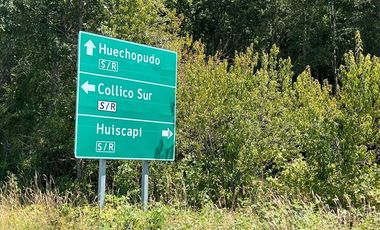 Huechopudo
S/R
Collico Sur
S/R
Huiscapi
S/R